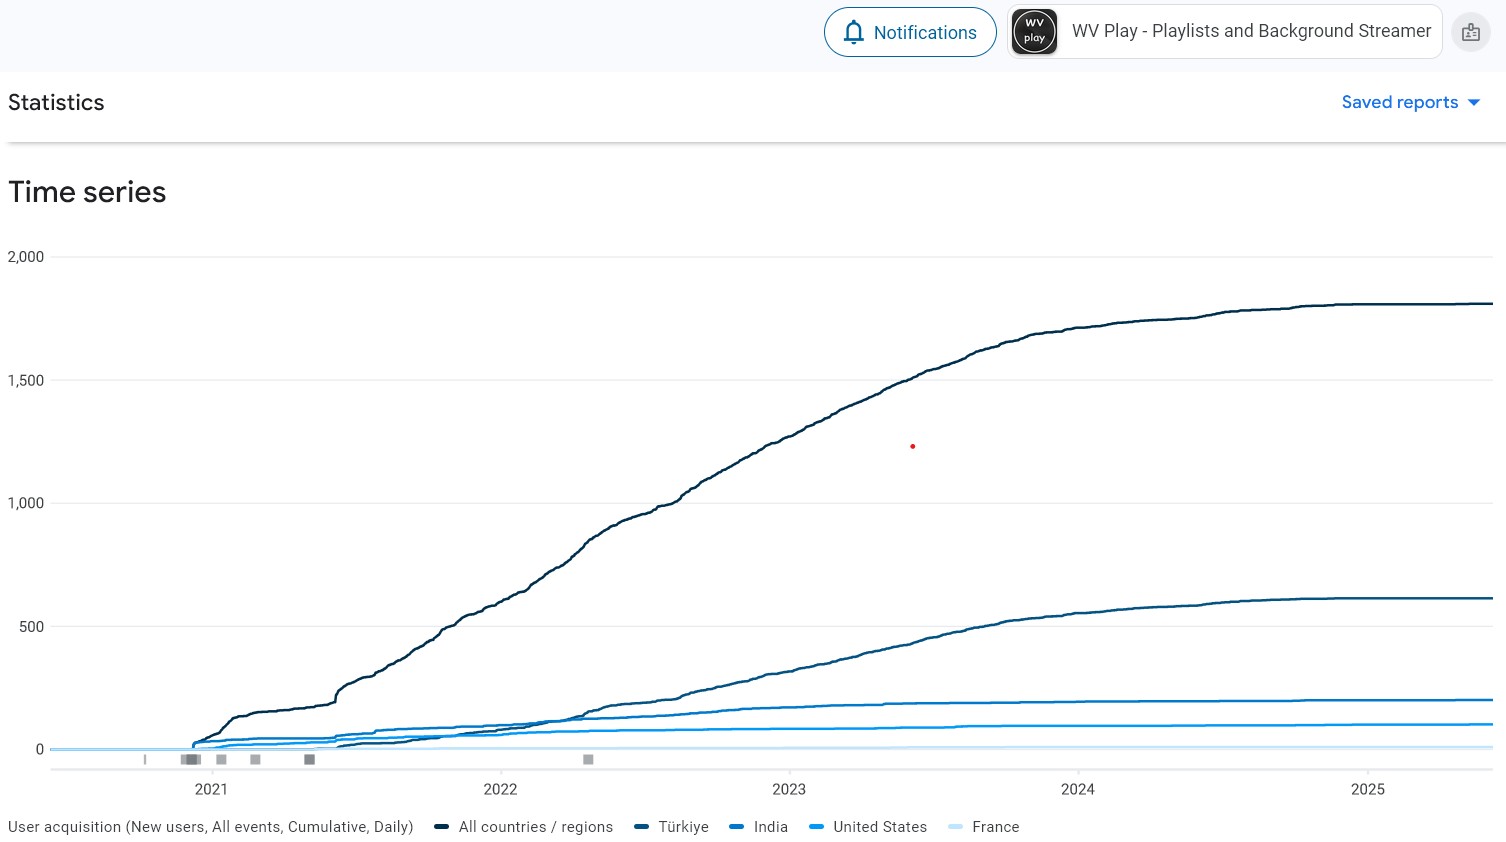 Notifications
WV
play
WV Play - Playlists and Background Streamer
Statistics
Saved reports
Time series
2,000
1,500
1,000
500
0
2021 2022 2023 2024 2025
User acquisition (New users, All events, Cumulative, Daily) All countries / regions Türkiye India United States France